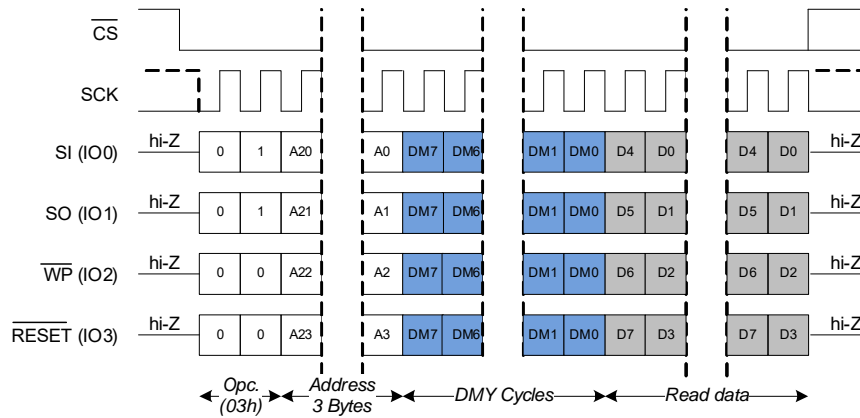 CS
SCK
SI (IO0) hi-Z 0 1 A20 A0 DM7 DM6 DM1 DM0 D4 D0 D4 D0 hi-Z
SO (IO1) hi-Z 0 1 A21 A1 DM7 DM6 DM1 DM0 D5 D1 D5 D1 hi-Z
WP (IO2) hi-Z 0 0 A22 A2 DM7 DM6 DM1 DM0 D6 D2 D6 D2 hi-Z
RESET (IO3) hi-Z 0 0 A23 A3 DM7 DM6 DM1 DM0 D7 D3 D7 D3 hi-Z
Opc. Address DMY Cycles Read data
(03h) 3 Bytes